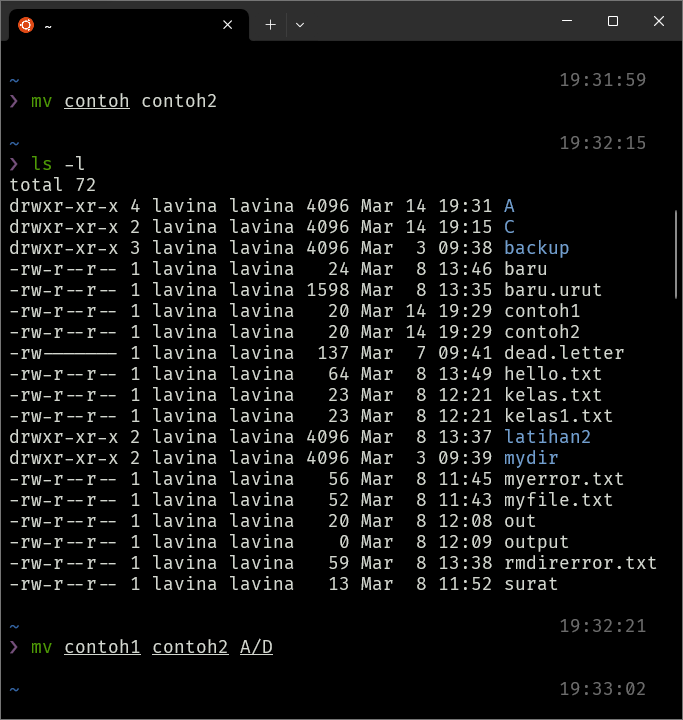 ~
~ 19:31:59
❯ mv contoh contoh2
~ 19:32:15
❯ ls -l
total 72
drwxr-xr-x 4 lavina lavina 4096 Mar 14 19:31 A
drwxr-xr-x 2 lavina lavina 4096 Mar 14 19:15 C
drwxr-xr-x 3 lavina lavina 4096 Mar  3 09:38 backup
-rw-r--r-- 1 lavina lavina   24 Mar  8 13:46 baru
-rw-r--r-- 1 lavina lavina 1598 Mar  8 13:35 baru.urut
-rw-r--r-- 1 lavina lavina   20 Mar 14 19:29 contoh1
-rw-r--r-- 1 lavina lavina   20 Mar 14 19:29 contoh2
-rw------- 1 lavina lavina  137 Mar  7 09:41 dead.letter
-rw-r--r-- 1 lavina lavina   64 Mar  8 13:49 hello.txt
-rw-r--r-- 1 lavina lavina   23 Mar  8 12:21 kelas.txt
-rw-r--r-- 1 lavina lavina   23 Mar  8 12:21 kelas1.txt
drwxr-xr-x 2 lavina lavina 4096 Mar  8 13:37 latihan2
drwxr-xr-x 2 lavina lavina 4096 Mar  3 09:39 mydir
-rw-r--r-- 1 lavina lavina   56 Mar  8 11:45 myerror.txt
-rw-r--r-- 1 lavina lavina   52 Mar  8 11:43 myfile.txt
-rw-r--r-- 1 lavina lavina   20 Mar  8 12:08 out
-rw-r--r-- 1 lavina lavina    0 Mar  8 12:09 output
-rw-r--r-- 1 lavina lavina   59 Mar  8 13:38 rmdirerror.txt
-rw-r--r-- 1 lavina lavina   13 Mar  8 11:52 surat
~ 19:32:21
❯ mv contoh1 contoh2 A/D
~ 19:33:02